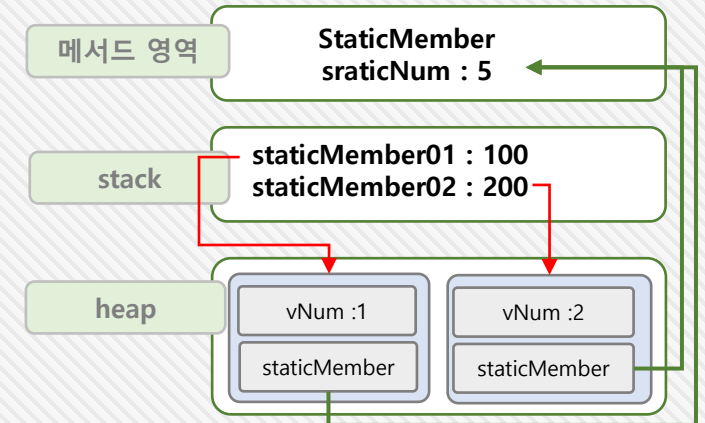 메서드 영역
StaticMember
sraticNum : 5
stack
staticMember01 : 100
staticMember02 : 200
heap
vNum :1
staticMember
vNum :2
staticMember